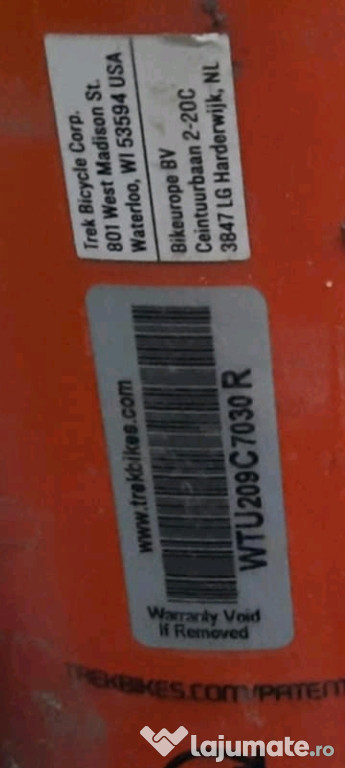 Trek Bicycle Corp.
801 West Madison St.
Waterloo, WI 53594 USA
Bikeurope BV
Ceintuurbaan 2-20C
3847 LG Harderwijk, NL
www.trekbikes.com
WTU209C7030R
Warranty Void
If Removed
TREKBIKES.COM/PATENT
Lajumate.ro